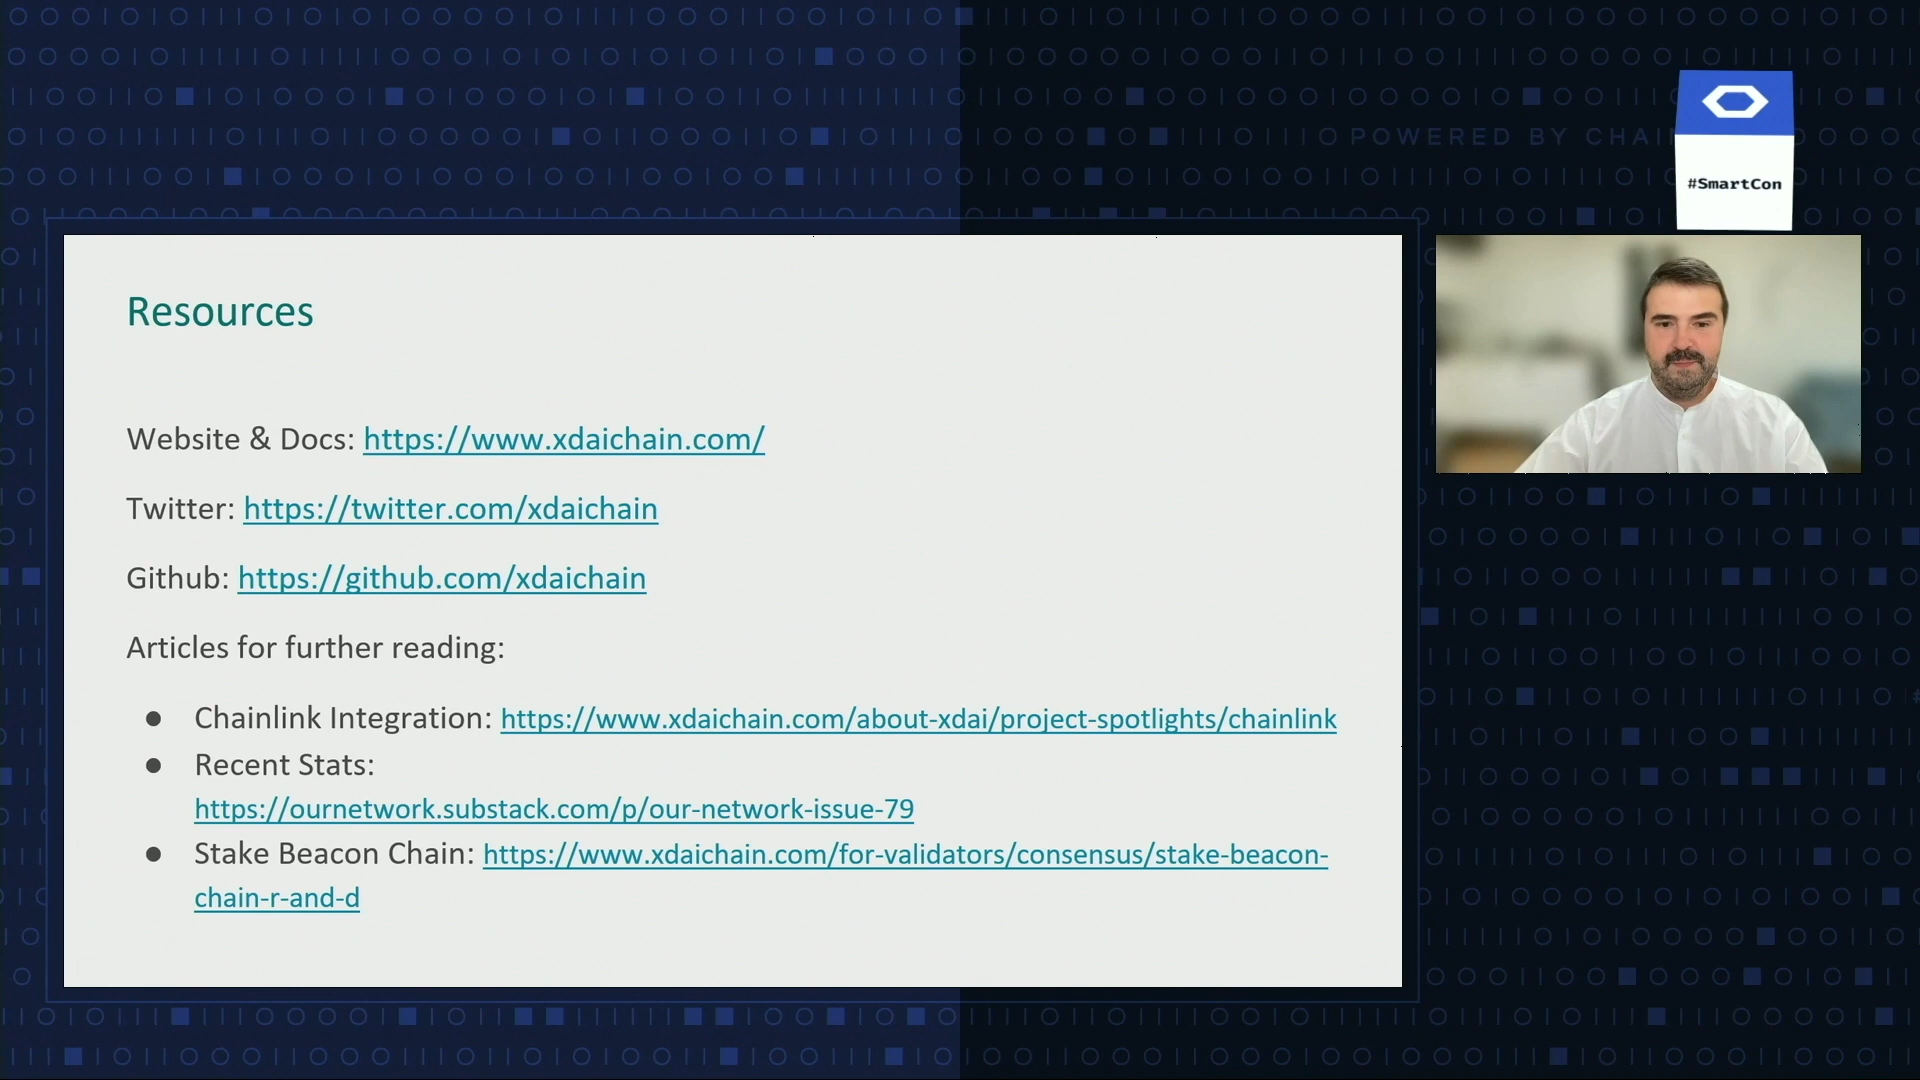 POWERED BY CHAI
#SmartCon
Resources
Website & Docs: https://www.xdaichain.com/
Twitter: https://twitter.com/xdaichain
Github: https://github.com/xdaichain
Articles for further reading:
● Chainlink Integration: https://www.xdaichain.com/about-xdai/project-spotlights/chainlink
● Recent Stats:
https://ournetwork.substack.com/p/our-network-issue-79
● Stake Beacon Chain: https://www.xdaichain.com/for-validators/consensus/stake-beacon-
chain-r-and-d